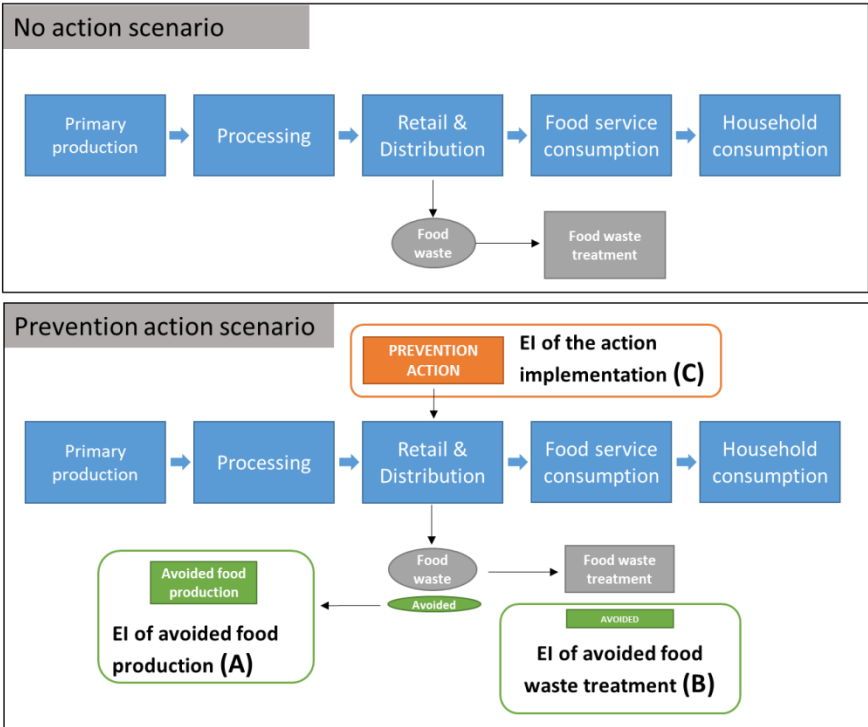 No action scenario
Primary
production
Processing
Retail &
Distribution
Food service
consumption
Household
consumption
Food
waste
Food waste
treatment
Prevention action scenario
PREVENTION
ACTION
EI of the action
implementation (C)
Primary
production
Processing
Retail &
Distribution
Food service
consumption
Household
consumption
Food
waste
Food waste
treatment
Avoided
Avoided food
production
EI of avoided food
production (A)
AVOIDED
EI of avoided food
waste treatment (B)